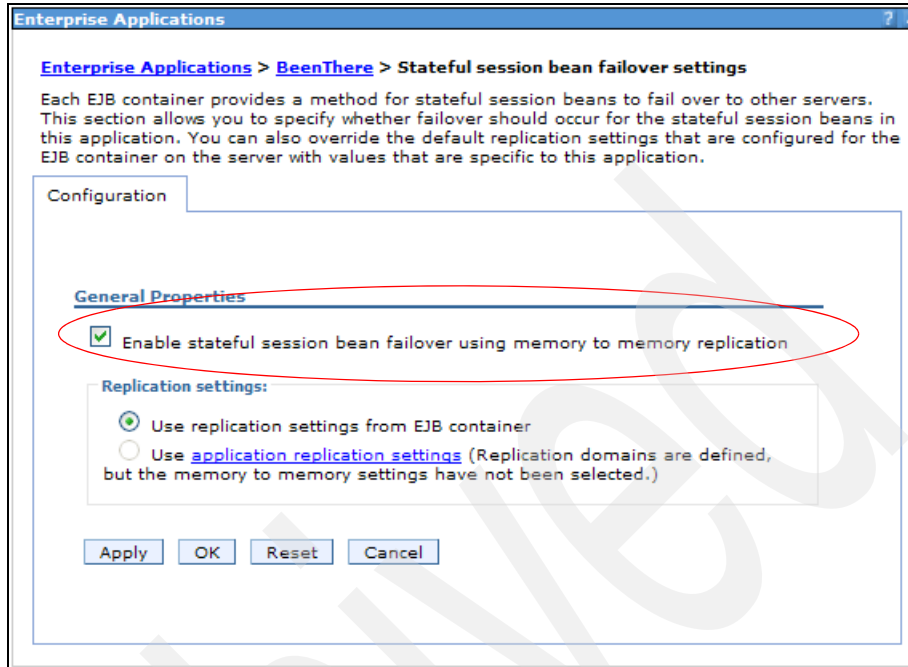 Enterprise Applications ?
Enterprise Applications > BeenThere > Stateful session bean failover settings
Each EJB container provides a method for stateful session beans to fail over to other servers.
This section allows you to specify whether failover should occur for the stateful session beans in
this application. You can also override the default replication settings that are configured for the
EJB container on the server with values that are specific to this application.
Configuration
General Properties
Enable stateful session bean failover using memory to memory replication
Replication settings:
Use replication settings from EJB container
Use application replication settings (Replication domains are defined,
but the memory to memory settings have not been selected.)
Apply OK Reset Cancel